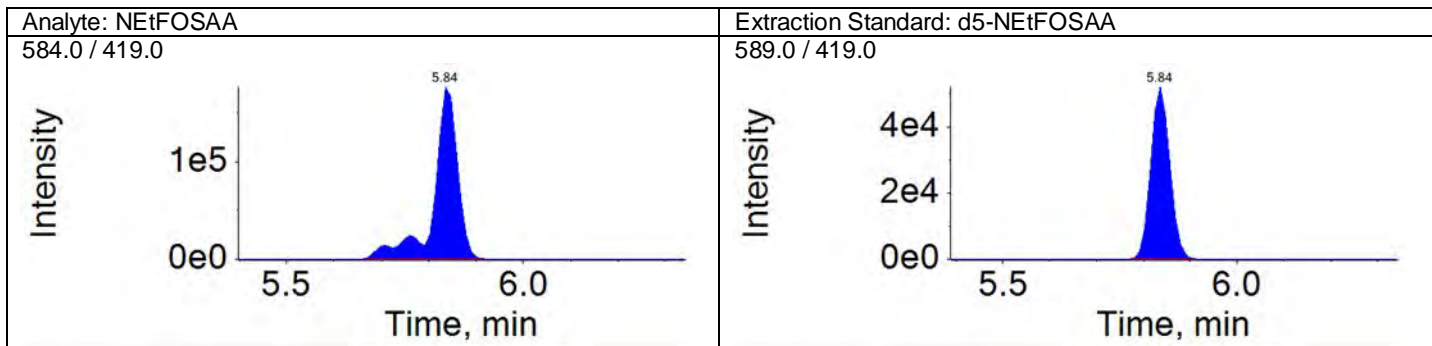 Analyte: NEtFOSAA
584.0 / 419.0
5.84
Intensity
1e5
0e0
5.5
6.0
Time, min
Extraction Standard: d5-NEtFOSAA
589.0 / 419.0
5.84
Intensity
4e4
2e4
0e0
5.5
6.0
Time, min